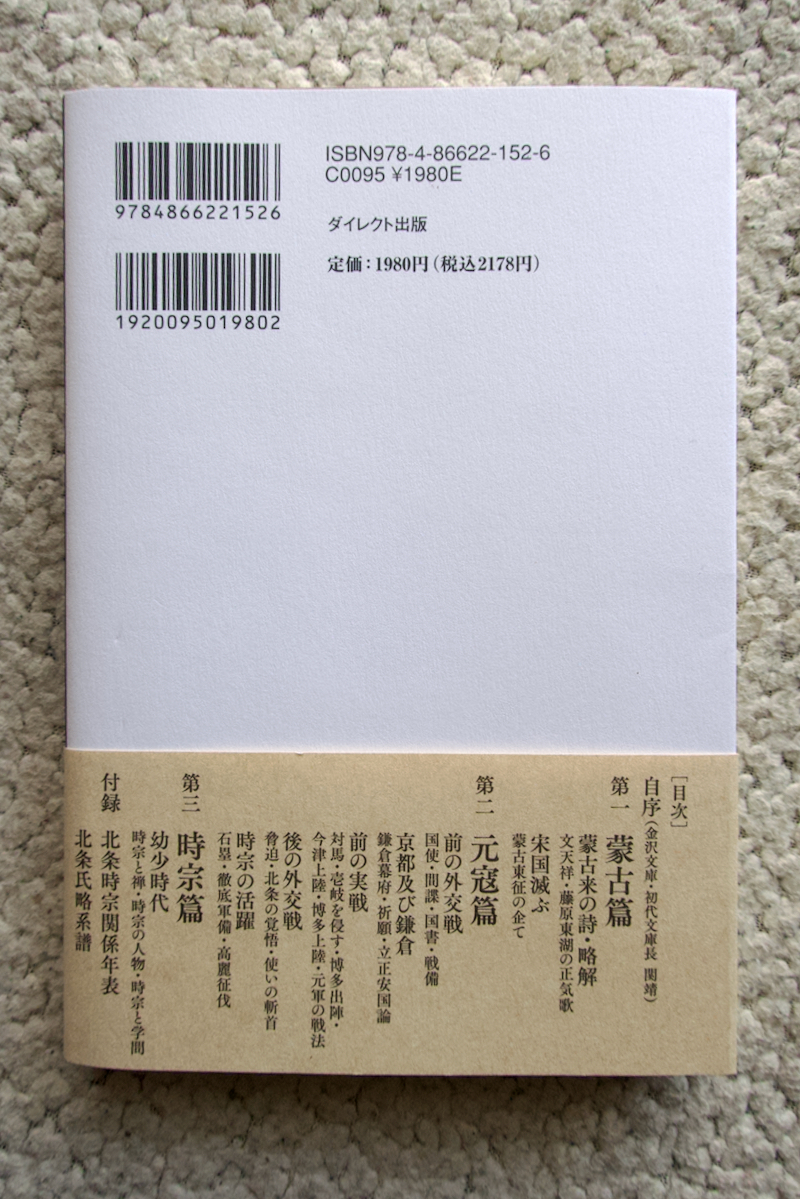 ISBN978-4-86622-152-6
C0095 ¥1980E
9784866221526
ダイレクト出版
定価：1980円（税込2178円）
1920095019802
［目次］
自序（金沢文庫・初代文庫長　関靖）
第一　蒙古篇
蒙古来の詩・略解
文天祥・藤原東湖の正気歌
宋国滅ぶ
蒙古東征の企て
第二　元寇篇
前の外交戦
国使・間諜・国書・戦備
京都及び鎌倉
鎌倉幕府・祈願・立正安国論
前の実戦
対馬・壱岐を侵す・博多出陣・
今津上陸・博多上陸・元軍の戦法
後の外交戦
脅迫・北条の覚悟・使いの斬首
時宗の活躍
石塁・徹底軍備・高麗征伐
第三　時宗篇
幼少時代
時宗と禅・時宗の人物・時宗と学問
付録　北条時宗関係年表
北条氏略系譜